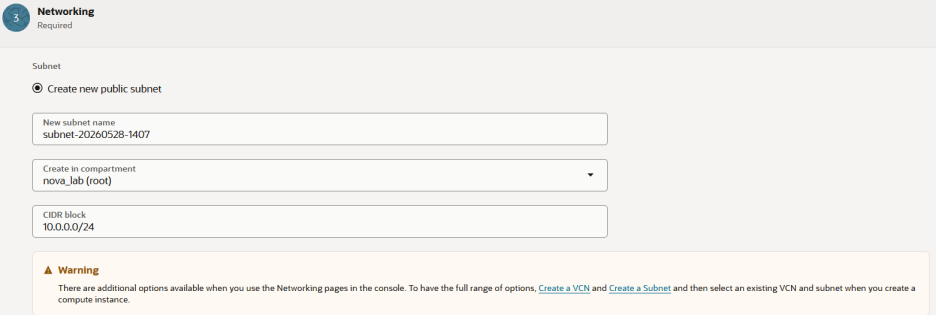 3
Networking
Required
Subnet
Create new public subnet
New subnet name
subnet-20260528-1407
Create in compartment
nova_lab (root)
CIDR block
10.0.0.0/24
Warning
There are additional options available when you use the Networking pages in the console. To have the full range of options, Create a VCN and Create a Subnet and then select an existing VCN and subnet when you create a
compute instance.